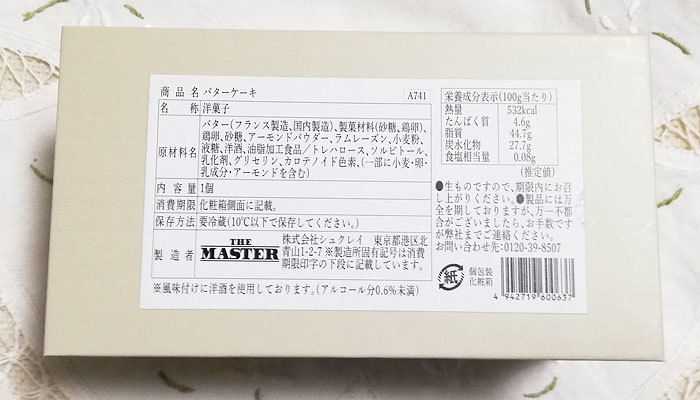 商品名 バターケーキ A741
名称 洋菓子
原材料名 バター(フランス製造、国内製造)、製菓材料(砂糖、鶏卵)、
鶏卵、砂糖、アーモンドパウダー、ラムレーズン、小麦粉、
液糖、洋酒、油脂加工食品/トレハロース、ソルビトール、
乳化剤、グリセリン、カロテノイド色素、(一部に小麦・卵・
乳成分・アーモンドを含む)
内容量 1個
消費期限 化粧箱側面に記載。
保存方法 要冷蔵(10℃以下で保存してください。)
製造者 THE MASTER
株式会社シュクレイ 東京都港区北
青山1-2-7 ※製造所固有記号は消費
期限印字の下段に記載しています。
※風味付けに洋酒を使用しております。(アルコール分0.6%未満)
栄養成分表示(100g当たり)
熱量 532kcal
たんぱく質 4.6g
脂質 44.7g
炭水化物 27.7g
食塩相当量 0.08g
(推定値)
●生ものですので、期限内にお召
し上がりください。●製品には万
全を期しておりますが、万一不都
合がございましたら、お手数です
が弊社までご連絡ください。
お問い合わせ先:0120-39-8507
紙
個包装
化粧箱
4 942719 600637